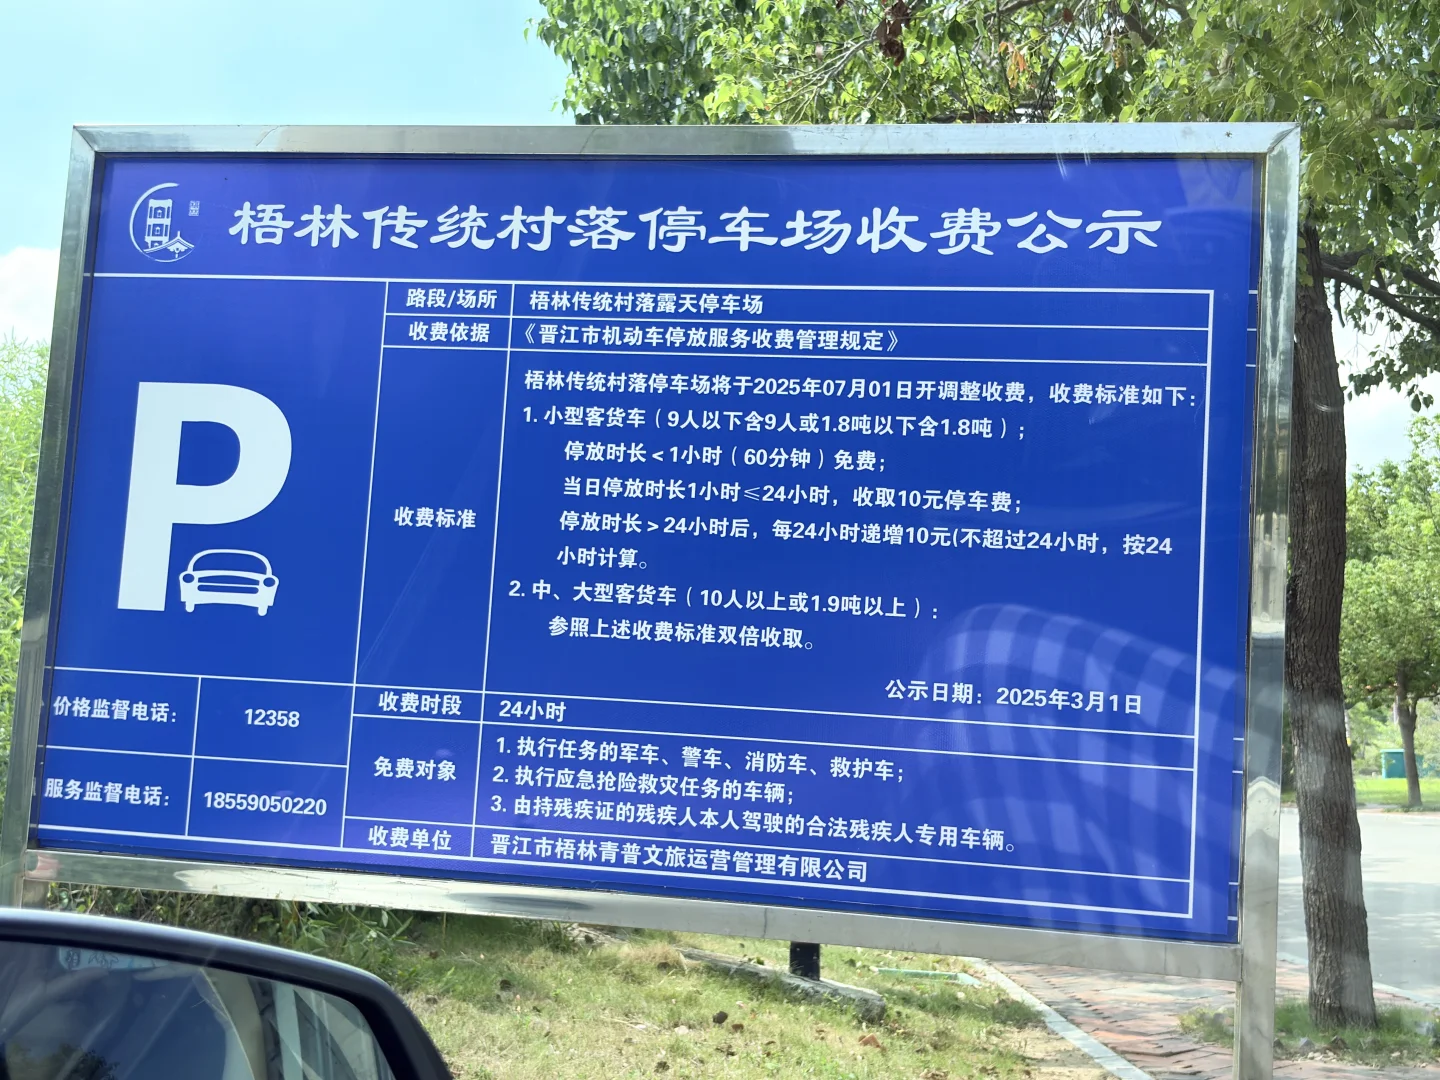 梧林传统村落停车场收费公示
路段/场所 梧林传统村落露天停车场
收费依据 《晋江市机动车停放服务收费管理规定》
收费标准
梧林传统村落停车场将于2025年07月01日开调整收费，收费标准如下：
1. 小型客货车（9人以下含9人或1.8吨以下含1.8吨）；
停放时长＜1小时（60分钟）免费；
当日停放时长1小时≤24小时，收取10元停车费；
停放时长＞24小时后，每24小时递增10元(不超过24小时，按24
小时计算。
2. 中、大型客货车（10人以上或1.9吨以上）：
参照上述收费标准双倍收取。
公示日期：2025年3月1日
P
收费时段 24小时
免费对象
1. 执行任务的军车、警车、消防车、救护车；
2. 执行应急抢险救灾任务的车辆；
3. 由持残疾证的残疾人本人驾驶的合法残疾人专用车辆。
收费单位 晋江市梧林青普文旅运营管理有限公司
价格监督电话： 12358
服务监督电话： 18559050220